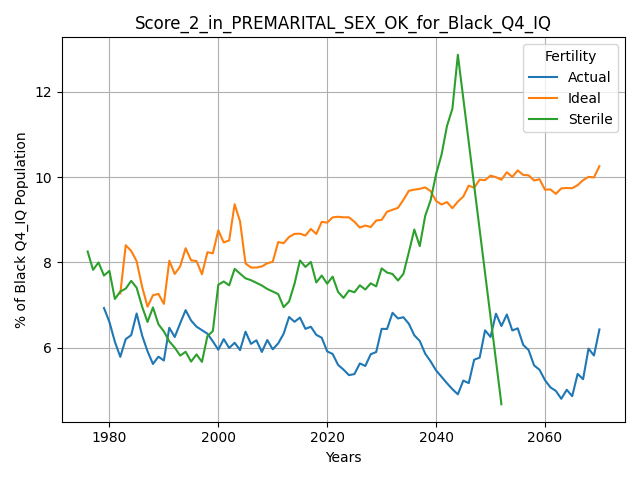 Score_2_in_PREMARITAL_SEX_OK_for_Black_Q4_IQ
Fertility
Actual
Ideal
Sterile
% of Black Q4_IQ Population
12
10
8
6
1980 2000 2020 2040 2060
Years